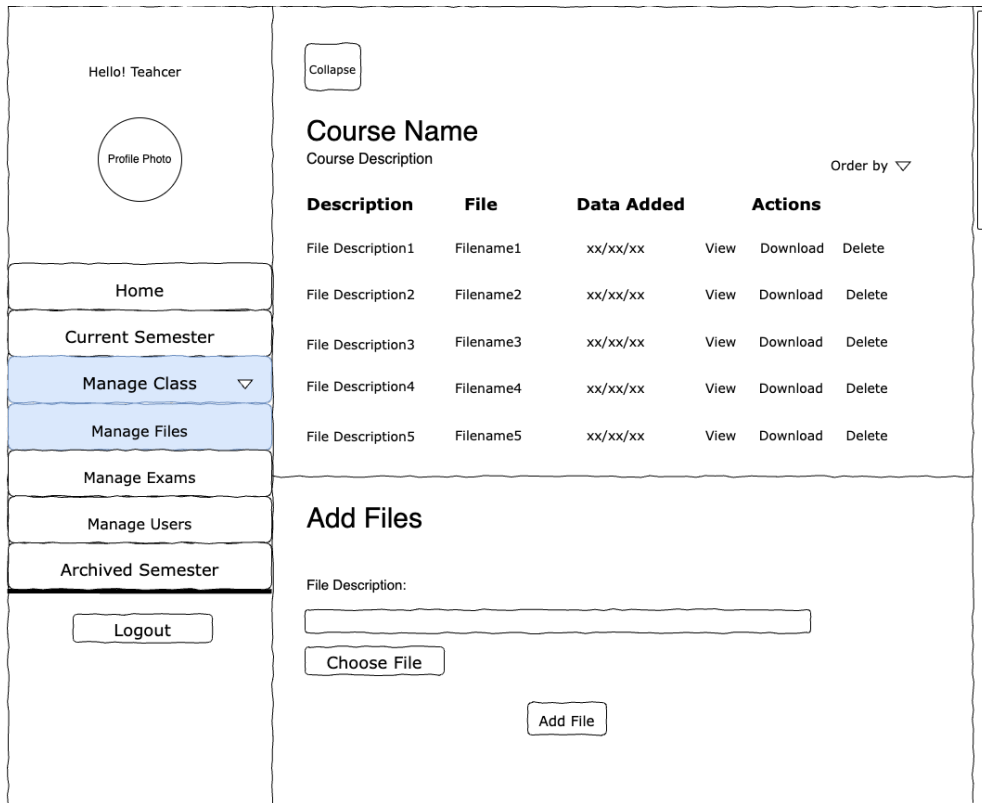 Hello! Teahcer
Profile Photo
Home
Current Semester
Manage Class
Manage Files
Manage Exams
Manage Users
Archived Semester
Logout
Collapse
Course Name
Course Description
Order by
Description File Data Added Actions
File Description1 Filename1 xx/xx/xx View Download Delete
File Description2 Filename2 xx/xx/xx View Download Delete
File Description3 Filename3 xx/xx/xx View Download Delete
File Description4 Filename4 xx/xx/xx View Download Delete
File Description5 Filename5 xx/xx/xx View Download Delete
Add Files
File Description:
Choose File
Add File